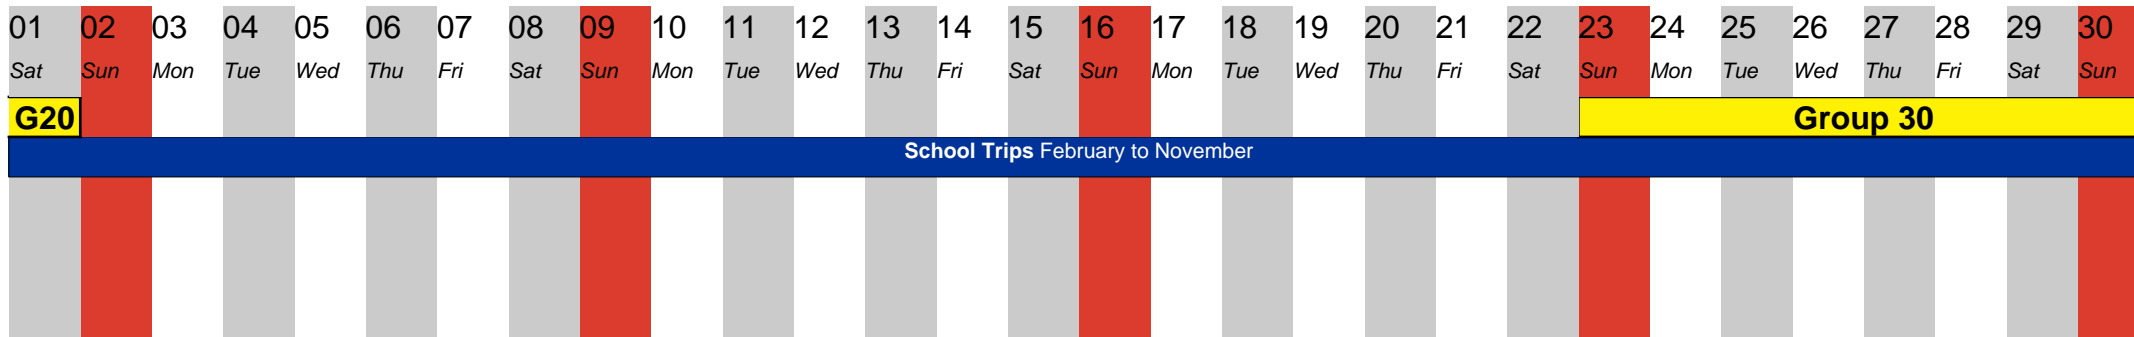 01 02 03 04 05 06 07 08 09 10 11 12 13 14 15 16 17 18 19 20 21 22 23 24 25 26 27 28 29 30
Sat Sun Mon Tue Wed Thu Fri Sat Sun Mon Tue Wed Thu Fri Sat Sun Mon Tue Wed Thu Fri Sat Sun Mon Tue Wed Thu Fri Sat Sun
G20 Group 30
School Trips February to November